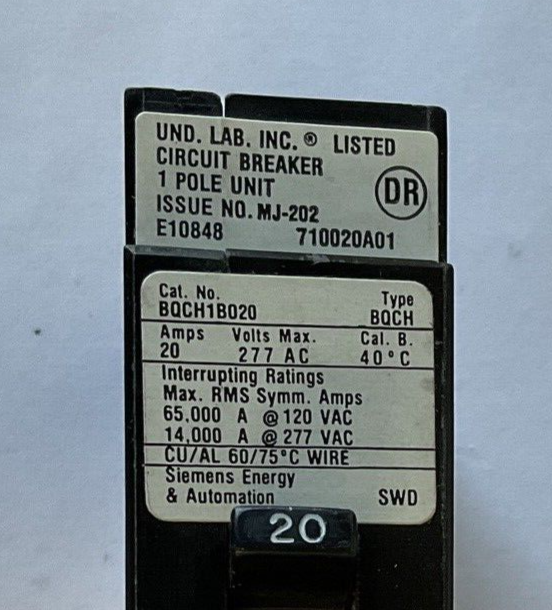 UND. LAB. INC.® LISTED
CIRCUIT BREAKER
1 POLE UNIT
DR
ISSUE NO. MJ-202
E10848 710020A01
Cat. No. Type
BQCH1B020 BQCH
Amps Volts Max. Cal. B.
20 277 AC 40°C
Interrupting Ratings
Max. RMS Symm. Amps
65,000 A @ 120 VAC
14,000 A @ 277 VAC
CU/AL 60/75°C WIRE
Siemens Energy
& Automation SWD
20